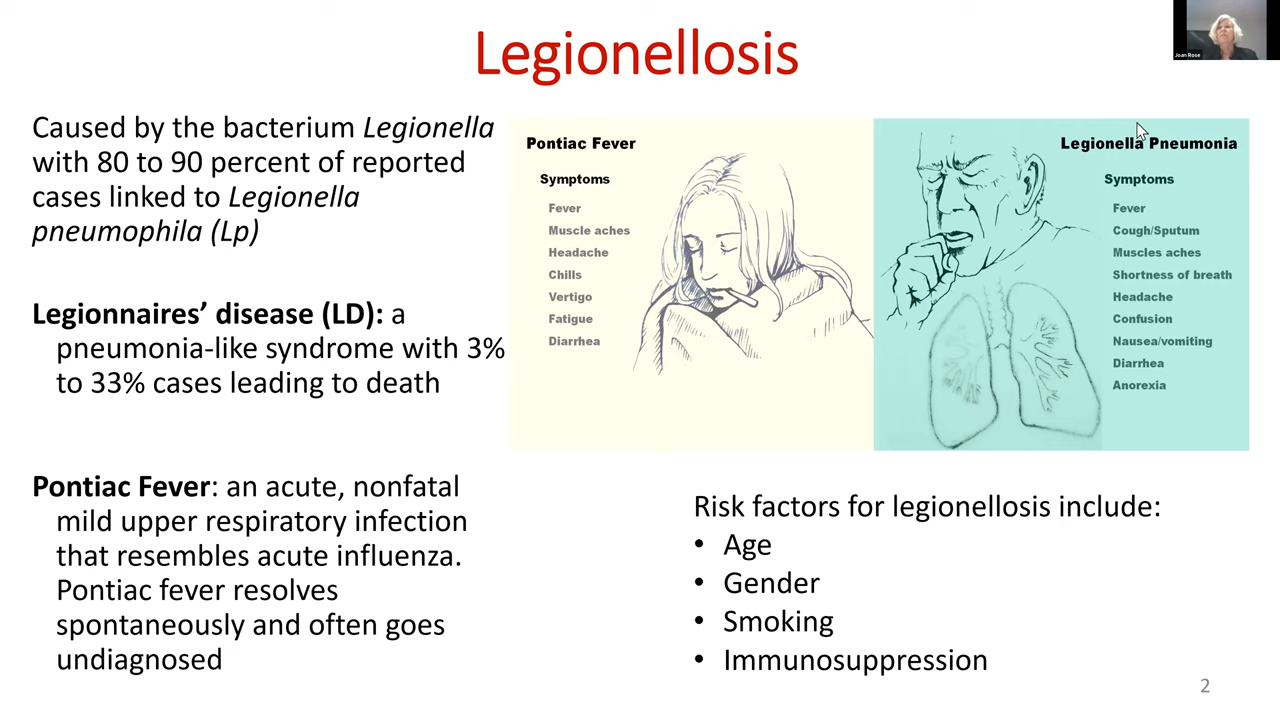 Legionellosis
Joan Rose
Caused by the bacterium Legionella
with 80 to 90 percent of reported
cases linked to Legionella
pneumophila (Lp)
Legionnaires’ disease (LD): a
pneumonia-like syndrome with 3%
to 33% cases leading to death
Pontiac Fever: an acute, nonfatal
mild upper respiratory infection
that resembles acute influenza.
Pontiac fever resolves
spontaneously and often goes
undiagnosed
Pontiac Fever
Symptoms
Fever
Muscle aches
Headache
Chills
Vertigo
Fatigue
Diarrhea
Legionella Pneumonia
Symptoms
Fever
Cough/Sputum
Muscles aches
Shortness of breath
Headache
Confusion
Nausea/vomiting
Diarrhea
Anorexia
Risk factors for legionellosis include:
• Age
• Gender
• Smoking
• Immunosuppression
2